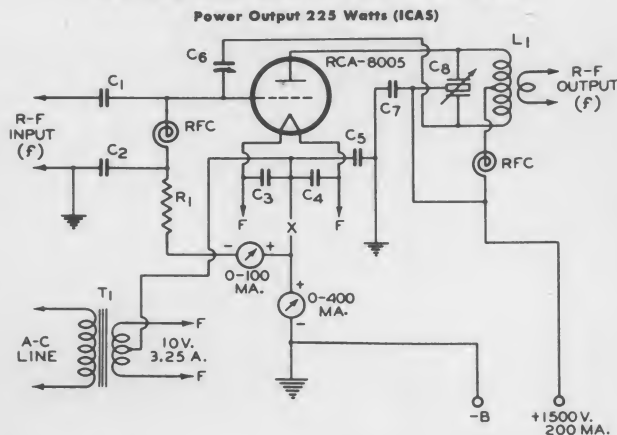 Power Output 225 Watts (ICAS)
C6
RCA-8005
L1
C8
C1
C7
R-F
OUTPUT
(f)
R-F
INPUT
(f)
RFC
C2
C5
RFC
C3
C4
R1
F
X
F
-
+
0-100
MA.
+
0-400
MA.
-
T1
A-C
LINE
F
10 V.
3.25 A.
F
-B
+1500 V.
200 MA.